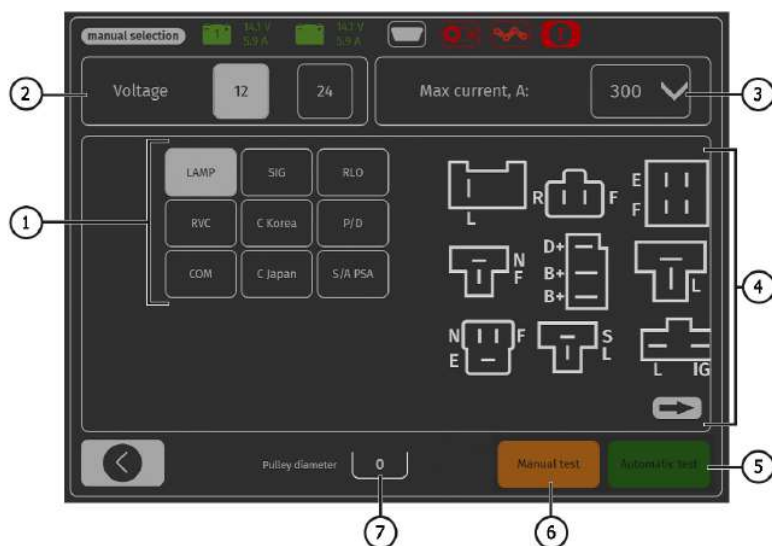 manual selection 1 14.1 V 14.1 V
5.9 A 5.9 A
2 Voltage 12 24 Max current, A: 300 3
1 LAMP SIG RLO
RVC C Korea P/D
COM C Japan S/A PSA
L R F E
F
N
F D+
B+
B+ L
N F
E S
L L IG
4
Pulley diameter 0 Manual test Automatic test 5
7 6